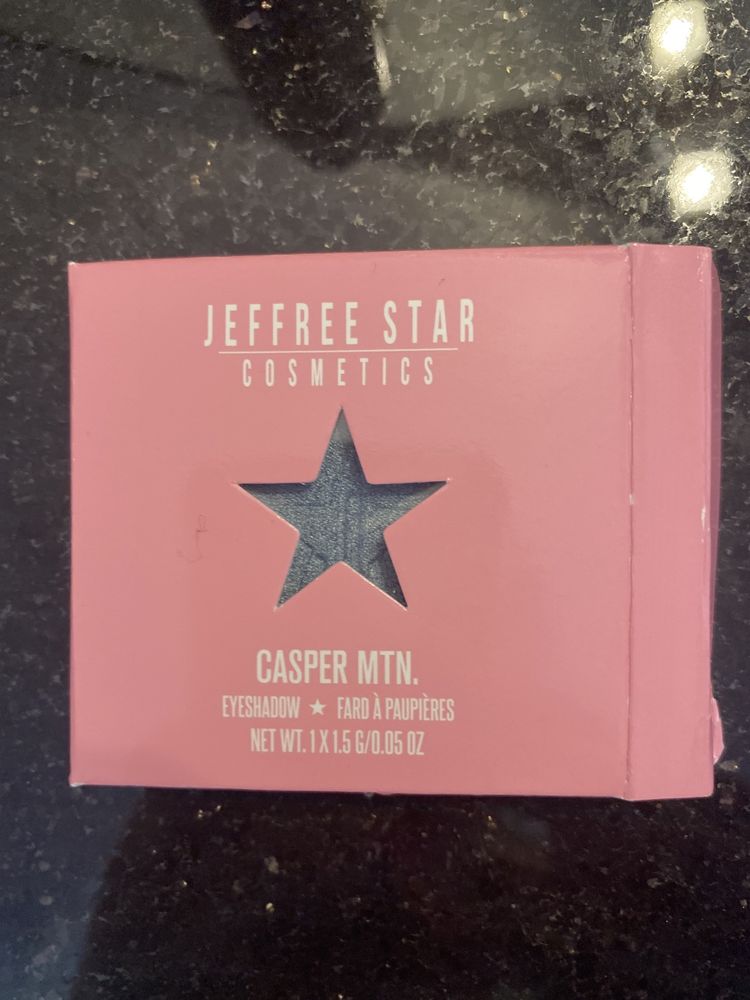 JEFFREE STAR
COSMETICS
CASPER MTN.
EYESHADOW ★ FARD À PAUPIÈRES
NET WT. 1 X 1.5 G/0.05 OZ